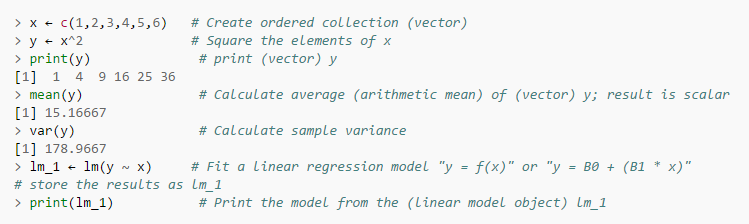 > x ← c(1,2,3,4,5,6)   # Create ordered collection (vector)
> y ← x^2              # Square the elements of x
> print(y)              # print (vector) y
[1]  1  4  9 16 25 36
> mean(y)               # Calculate average (arithmetic mean) of (vector) y; result is scalar
[1] 15.16667
> var(y)                # Calculate sample variance
[1] 178.9667
> lm_1 ← lm(y ~ x)     # Fit a linear regression model "y = f(x)" or "y = B0 + (B1 * x)"
# store the results as lm_1
> print(lm_1)           # Print the model from the (linear model object) lm_1